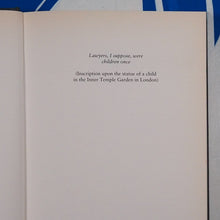 Lawyers, I suppose, were
children once
(Inscription upon the statue of a child
in the Inner Temple Garden in London)